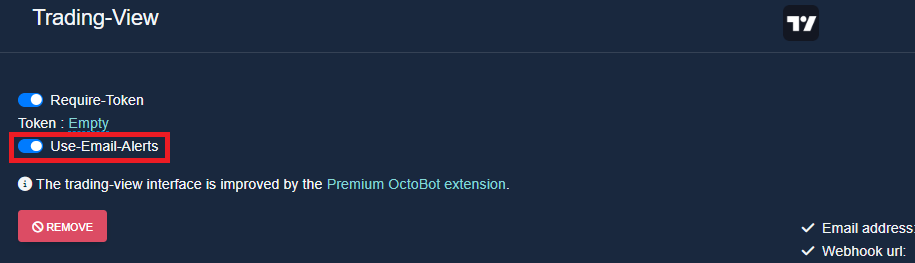 Trading-View
Require-Token
Token : Empty
Use-Email-Alerts
The trading-view interface is improved by the Premium OctoBot extension.
REMOVE
Email address:
Webhook url: